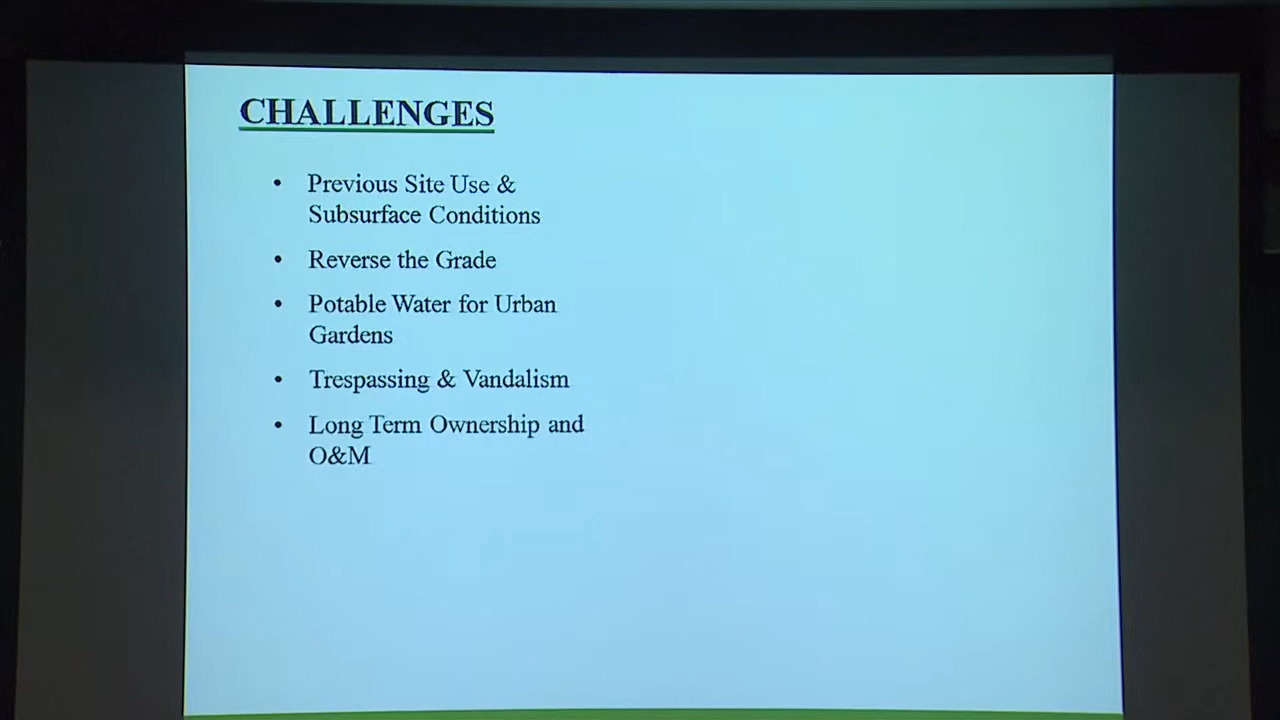 CHALLENGES
• Previous Site Use &
Subsurface Conditions
• Reverse the Grade
• Potable Water for Urban
Gardens
• Trespassing & Vandalism
• Long Term Ownership and
O&M